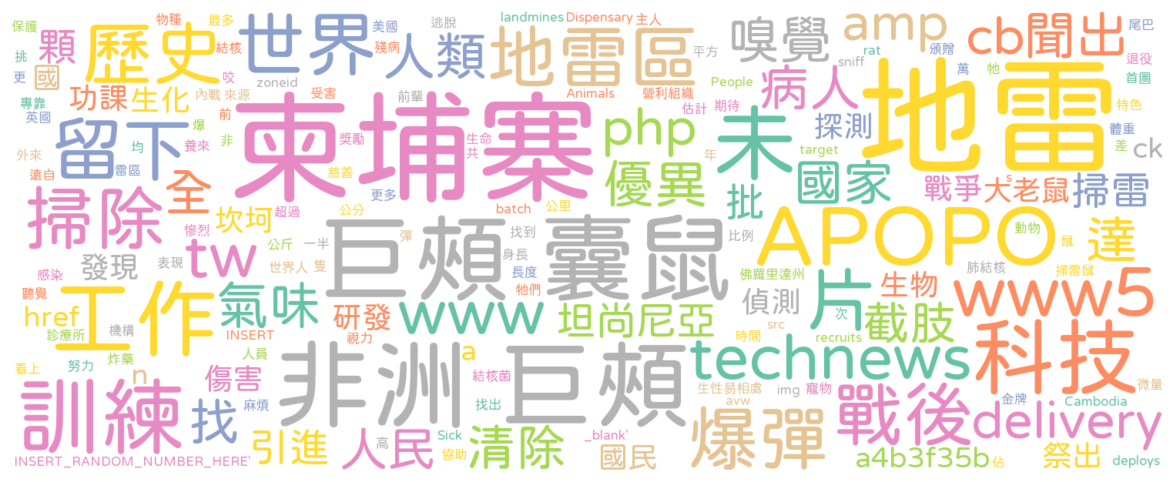 保護 物種 最多 世界 美國 逃脫 landmines Dispensary 主人 嗅覺 amp cb聞出 尾巴
挑 顆 歷史 結核 殘病 人類 地雷區 平方 rat 頒贈 退役
更 國 咬 zoneid People sniff 萬 牠 首圖
專靠 功課 生化 內戰 來源 受害 前輩 Animals 營利組織 估計 期待 病人 地雷 特色
英國 留下 爆 前 獎勵 生命 php 未 探測 體重
外來 均 養來 非 柬埔寨 共 年 target 差 ck
遠自 雷區 慈善 更多 優異 批 國家 戰爭 s 大老鼠 掃雷
掃除 全 坎坷 超過 公分 batch 公里 APOPO 動物 達
慘烈 公斤 一半 彈 巨頰囊鼠 找到 比例 鼠
感染 發現 表現 tw 世界人 隻 身長 長度 佛羅里達州 肺結核 掃雷鼠
聽覺 工作 氣味 www 牠們 偵測 片 生物 www5
href 機構 研發 坦尚尼亞 次 截肢
診療所 INSERT 視力 時間 src 科技
看上 努力 炸藥 人員 非洲巨頰 a technews recruits
n 傷害 結核菌 生性易相處 img 寵物 微量
訓練 找 麻煩 找出 avw 戰後 金牌 Cambodia
引進 人民 高 Sick 清除 _blank' 國民 爆彈 delivery
INSERT_RANDOM_NUMBER_HERE' 協助 a4b3f35b 佔 祭出 deploys